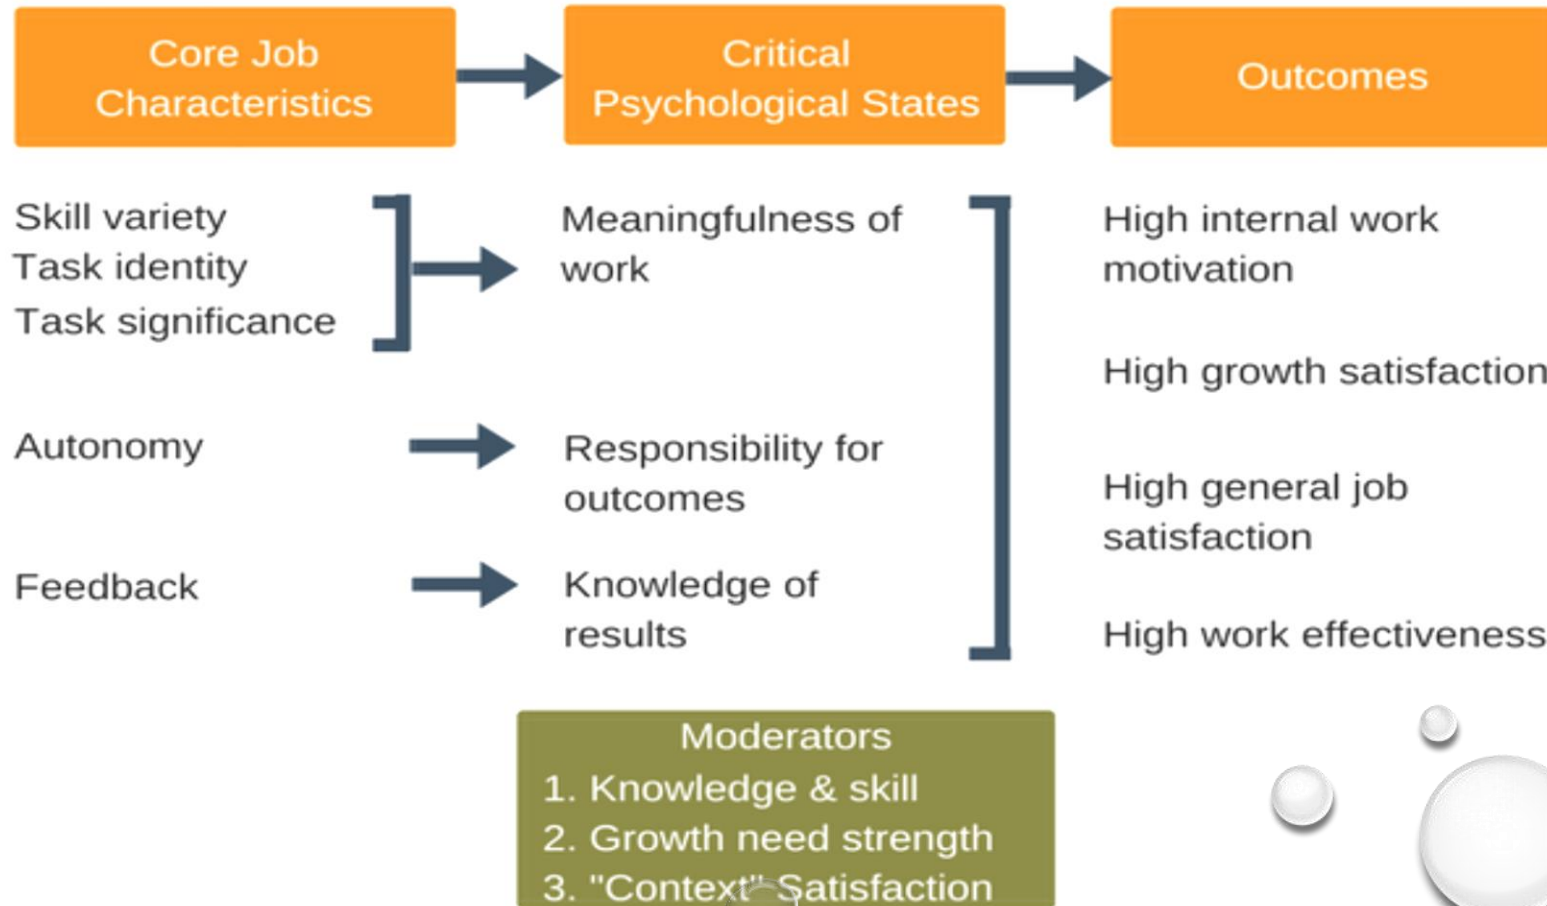 Core Job
Characteristics
Critical
Psychological States
Outcomes
Skill variety
Task identity
Task significance
Meaningfulness of
work
High internal work
motivation
High growth satisfaction
Autonomy
Responsibility for
outcomes
High general job
satisfaction
Feedback
Knowledge of
results
High work effectiveness
Moderators
1. Knowledge & skill
2. Growth need strength
3. "Context" Satisfaction